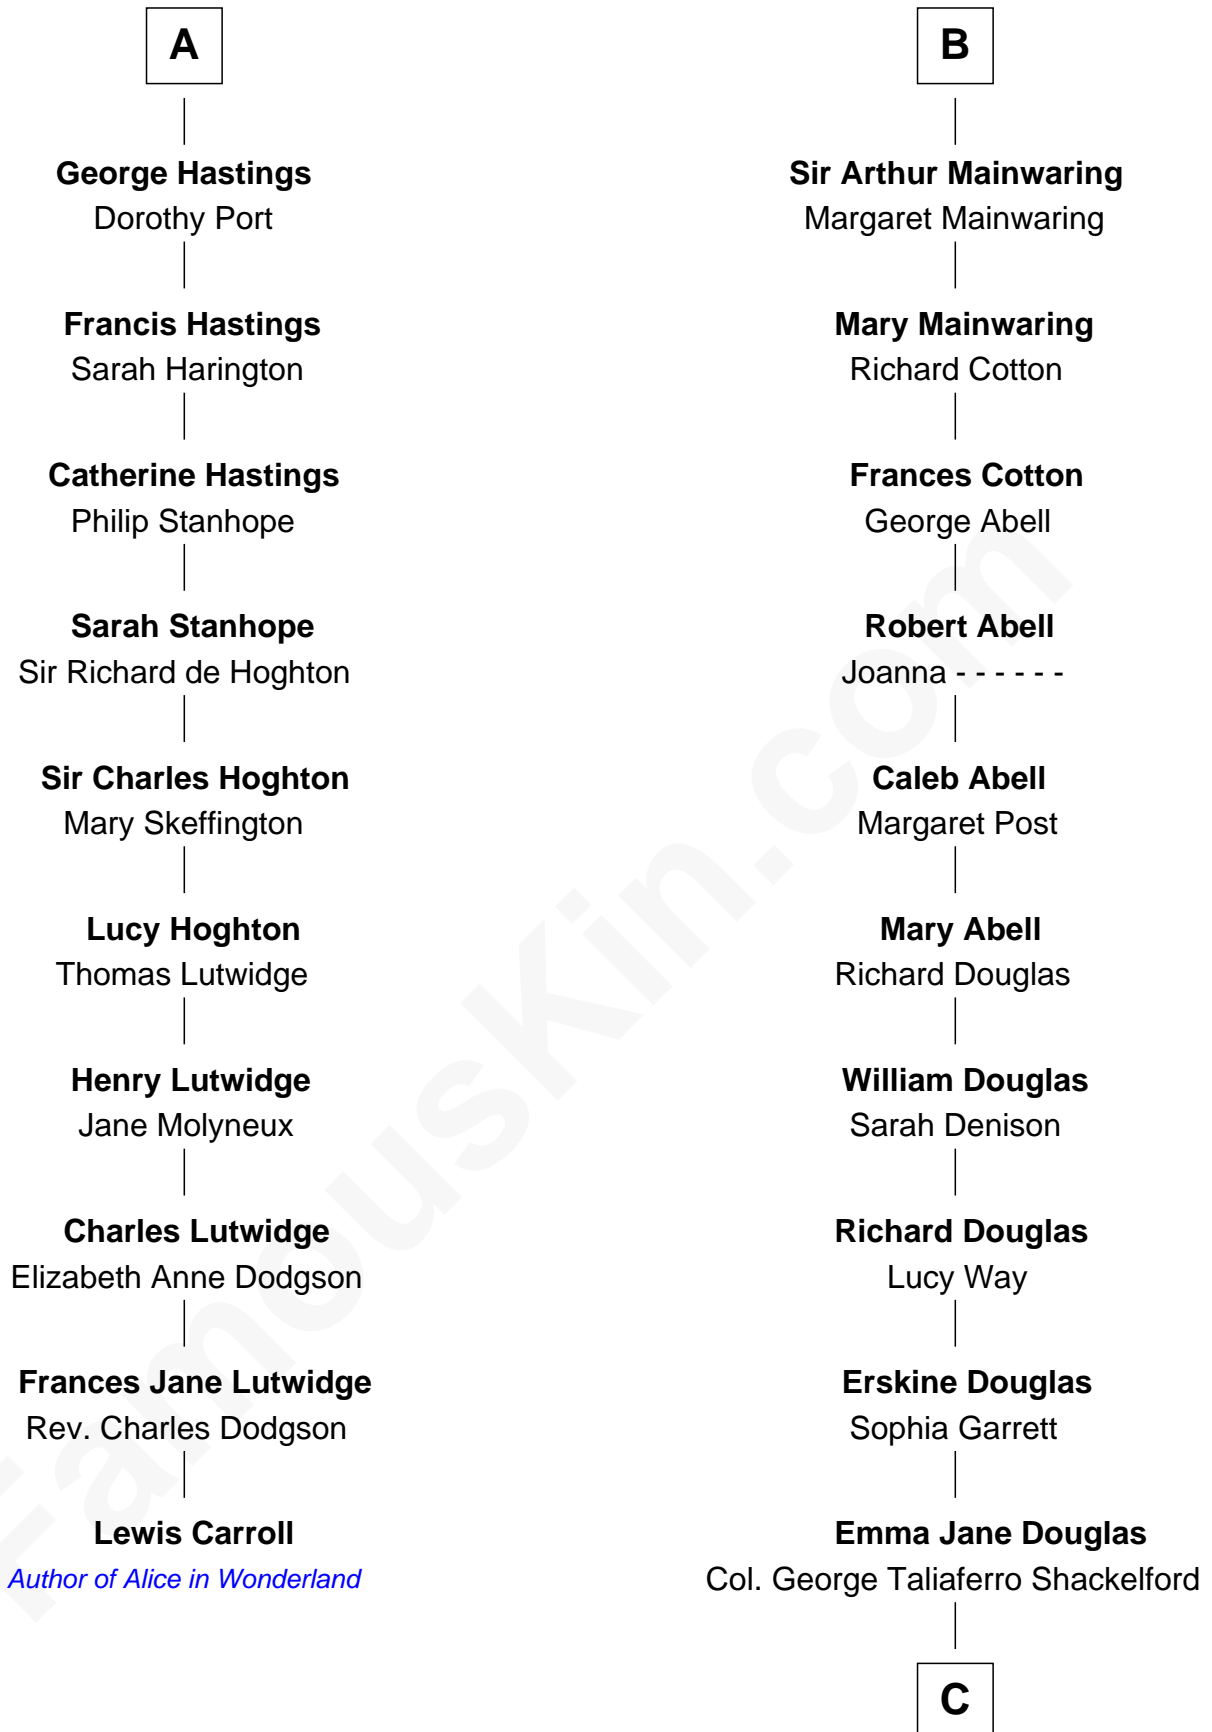 A
George Hastings
Dorothy Port
Francis Hastings
Sarah Harington
Catherine Hastings
Philip Stanhope
Sarah Stanhope
Sir Richard de Hoghton
Sir Charles Hoghton
Mary Skeffington
Lucy Hoghton
Thomas Lutwidge
Henry Lutwidge
Jane Molyneux
Charles Lutwidge
Elizabeth Anne Dodgson
Frances Jane Lutwidge
Rev. Charles Dodgson
Lewis Carroll
Author of Alice in Wonderland
B
Sir Arthur Mainwaring
Margaret Mainwaring
Mary Mainwaring
Richard Cotton
Frances Cotton
George Abell
Robert Abell
Joanna - - - - - -
Caleb Abell
Margaret Post
Mary Abell
Richard Douglas
William Douglas
Sarah Denison
Richard Douglas
Lucy Way
Erskine Douglas
Sophia Garrett
Emma Jane Douglas
Col. George Taliaferro Shackelford
C
FamousKin.com